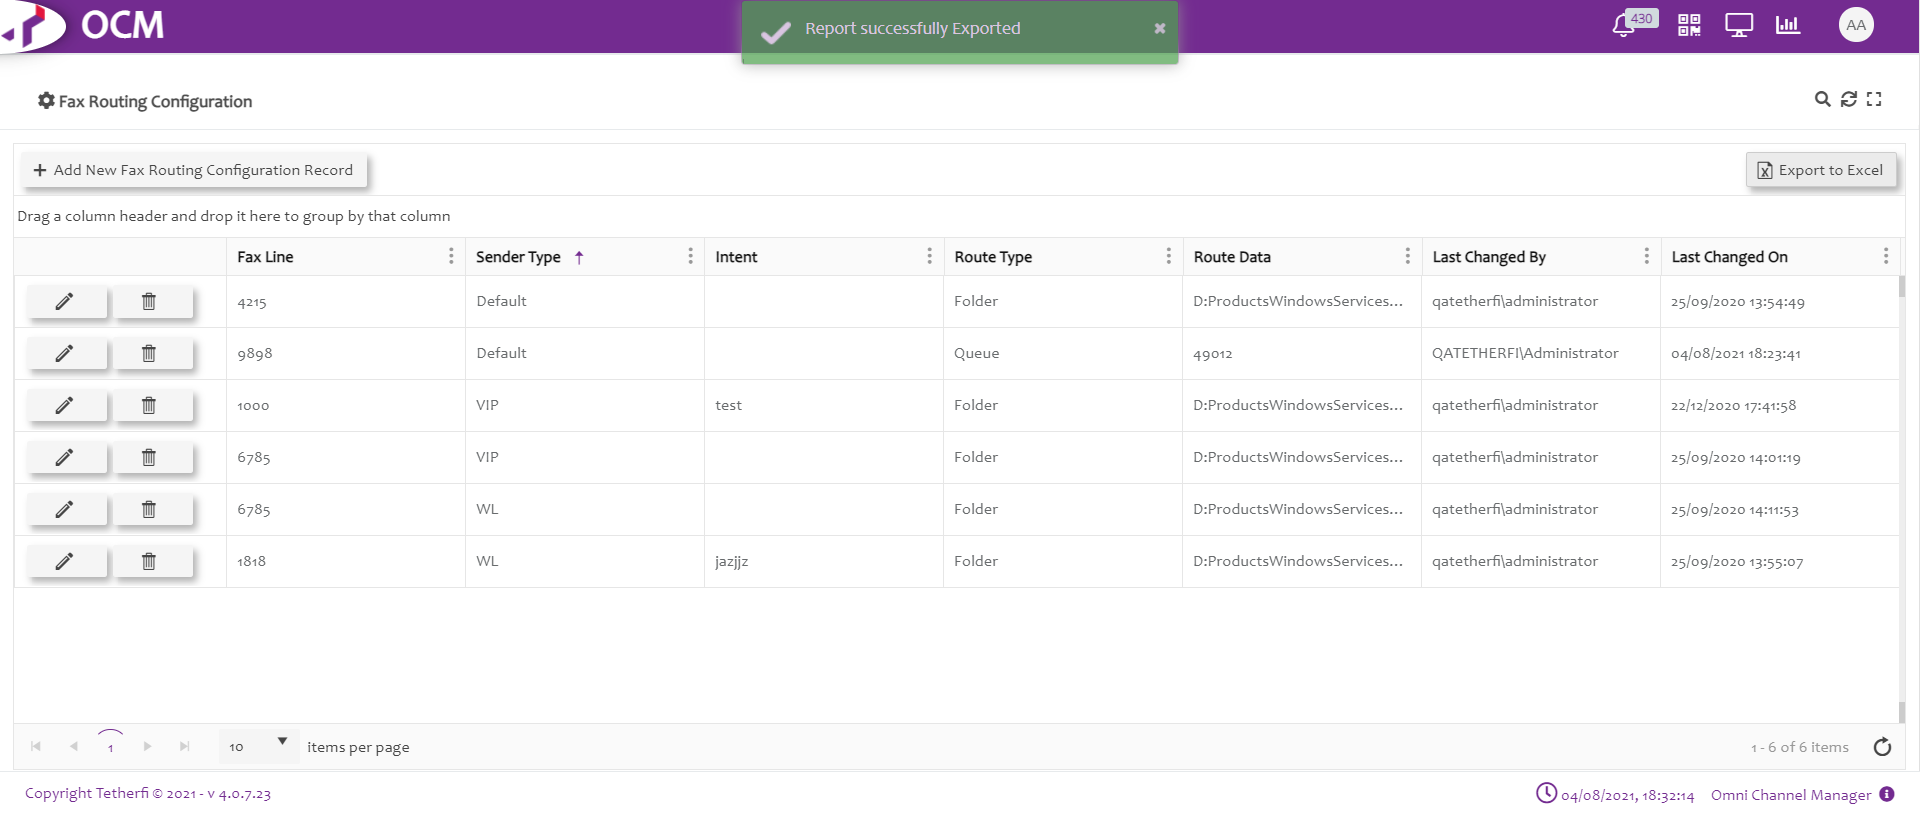 OCM
Report successfully Exported
430
AA
Fax Routing Configuration
Add New Fax Routing Configuration Record
Export to Excel
Drag a column header and drop it here to group by that column
Fax Line Sender Type Intent Route Type Route Data Last Changed By Last Changed On
4215 Default Folder D:ProductsWindowsServices... qatetherfi\administrator 25/09/2020 13:54:49
9898 Default Queue 49012 QATETHERFI\Administrator 04/08/2021 18:23:41
1000 VIP test Folder D:ProductsWindowsServices... qatetherfi\administrator 22/12/2020 17:41:58
6785 VIP Folder D:ProductsWindowsServices... qatetherfi\administrator 25/09/2020 14:01:19
6785 WL Folder D:ProductsWindowsServices... qatetherfi\administrator 25/09/2020 14:11:53
1818 WL jazjjz Folder D:ProductsWindowsServices... qatetherfi\administrator 25/09/2020 13:55:07
1 10 items per page 1 - 6 of 6 items
Copyright Tetherfi © 2021 - v 4.0.7.23 04/08/2021, 18:32:14 Omni Channel Manager